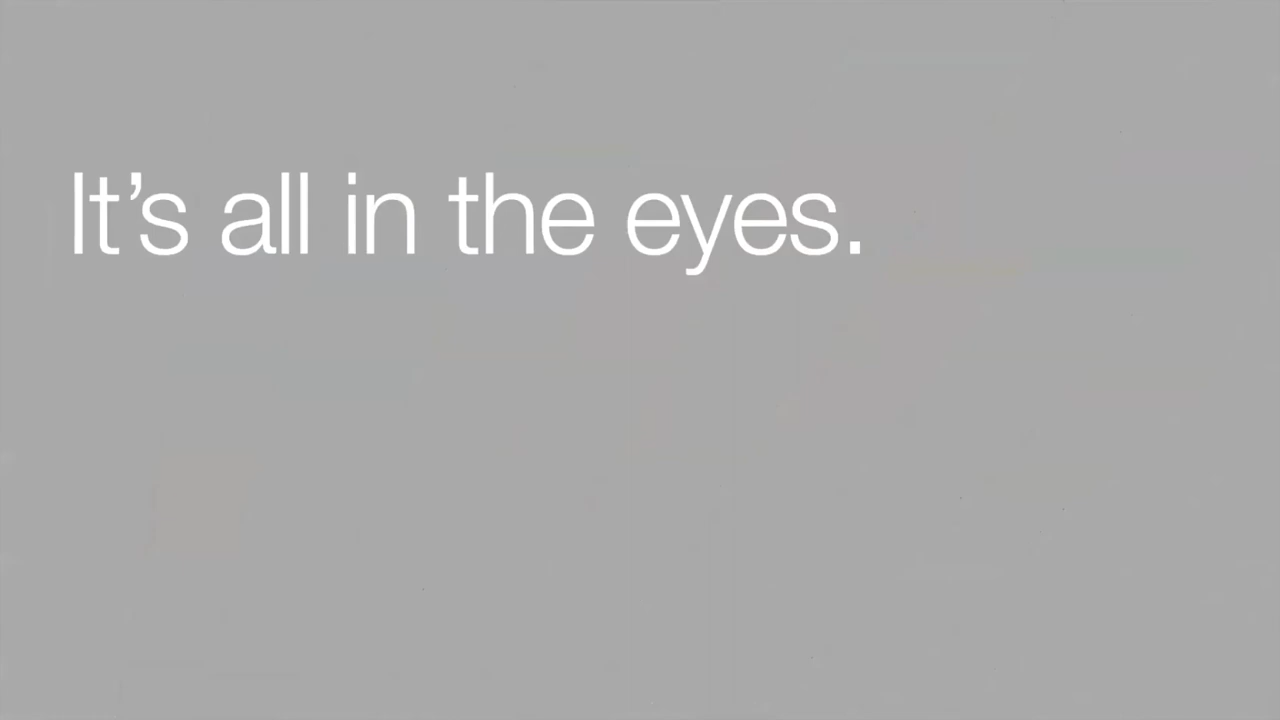 It’s all in the eyes.